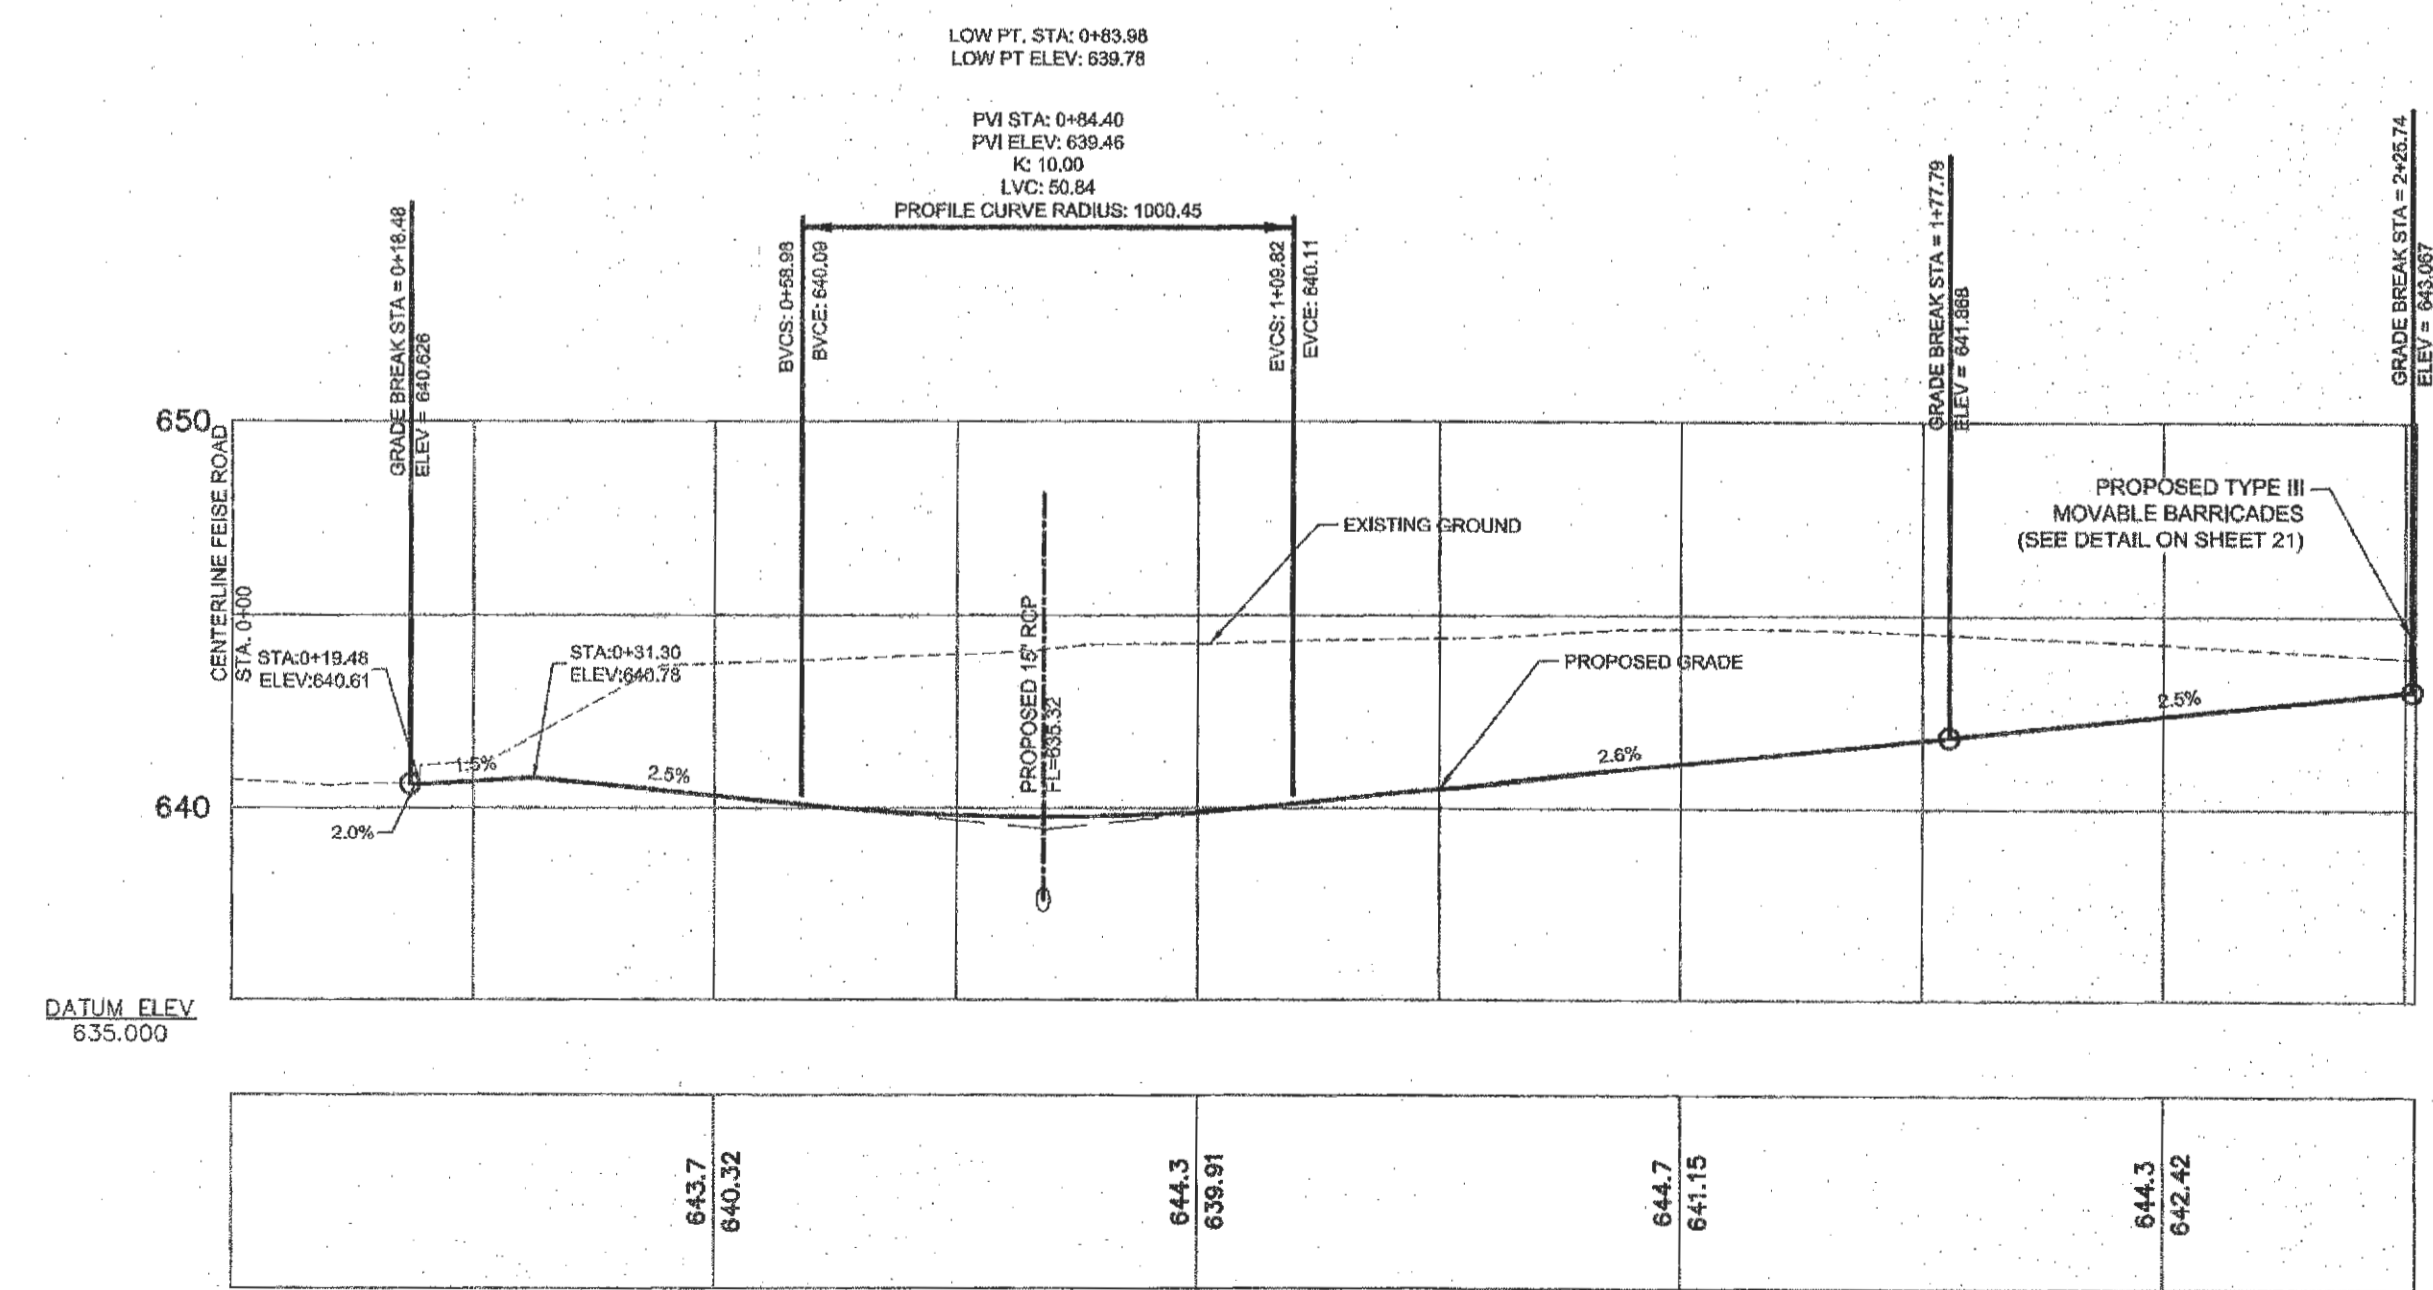 LOW PT. STA: 0+83.98
LOW PT ELEV: 639.78
PVI STA: 0+84.40
PVI ELEV: 639.46
K: 10.00
LVC: 50.84
PROFILE CURVE RADIUS: 1000.45
GRADE BREAK STA = 0+18.48
ELEV = 640.626
BVCS: 0+58.98
BVCE: 640.09
EVCS: 1+09.82
EVCE: 640.11
GRADE BREAK STA = 1+77.79
ELEV = 641.868
GRADE BREAK STA = 2+25.74
ELEV = 643.067
650
CENTERLINE FEISE ROAD
STA. 0+00
PROPOSED TYPE III
MOVABLE BARRICADES
(SEE DETAIL ON SHEET 21)
EXISTING GROUND
STA:0+19.48
ELEV:640.61
STA:0+31.30
ELEV:640.78
PROPOSED 15" RCP
FL=635.32
PROPOSED GRADE
1.5%
2.5%
2.6%
2.5%
640
2.0%
DATUM ELEV
635.000
643.7
640.32
644.3
639.91
644.7
641.15
644.3
642.42